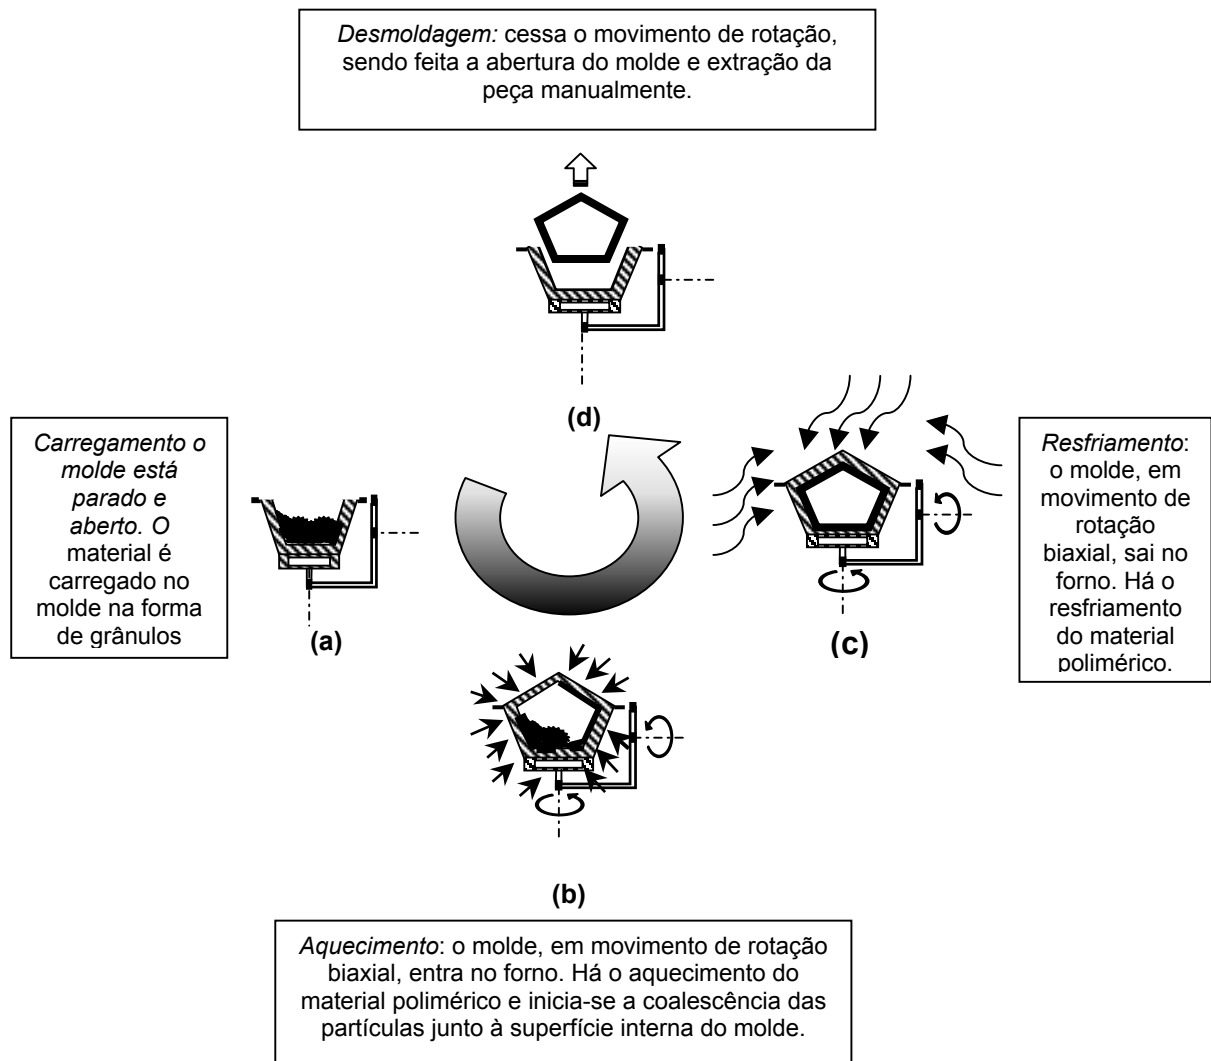 Desmoldagem: cessa o movimento de rotação,
sendo feita a abertura do molde e extração da
peça manualmente.
(d)
Carregamento o
molde está
parado e
aberto. O
material é
carregado no
molde na forma
de grânulos
(a)
Resfriamento:
o molde, em
movimento de
rotação
biaxial, sai no
forno. Há o
resfriamento
do material
polimérico.
(c)
(b)
Aquecimento: o molde, em movimento de rotação
biaxial, entra no forno. Há o aquecimento do
material polimérico e inicia-se a coalescência das
partículas junto à superfície interna do molde.